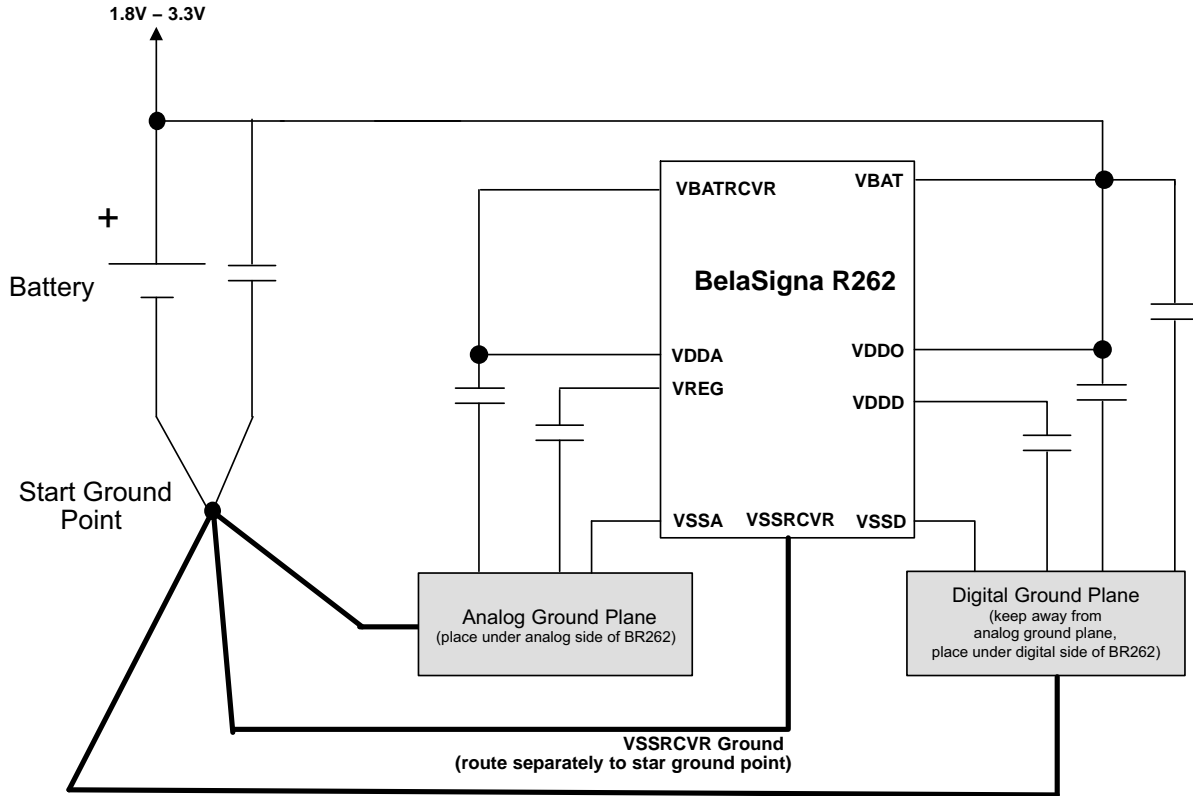 1.8V – 3.3V
+
Battery
Start Ground
Point
VBATRCVR
VBAT
BelaSigna R262
VDDA
VDDO
VREG
VDDD
VSSA
VSSRCVR
VSSD
Analog Ground Plane
(place under analog side of BR262)
Digital Ground Plane
(keep away from
analog ground plane,
place under digital side of BR262)
VSSRCVR Ground
(route separately to star ground point)